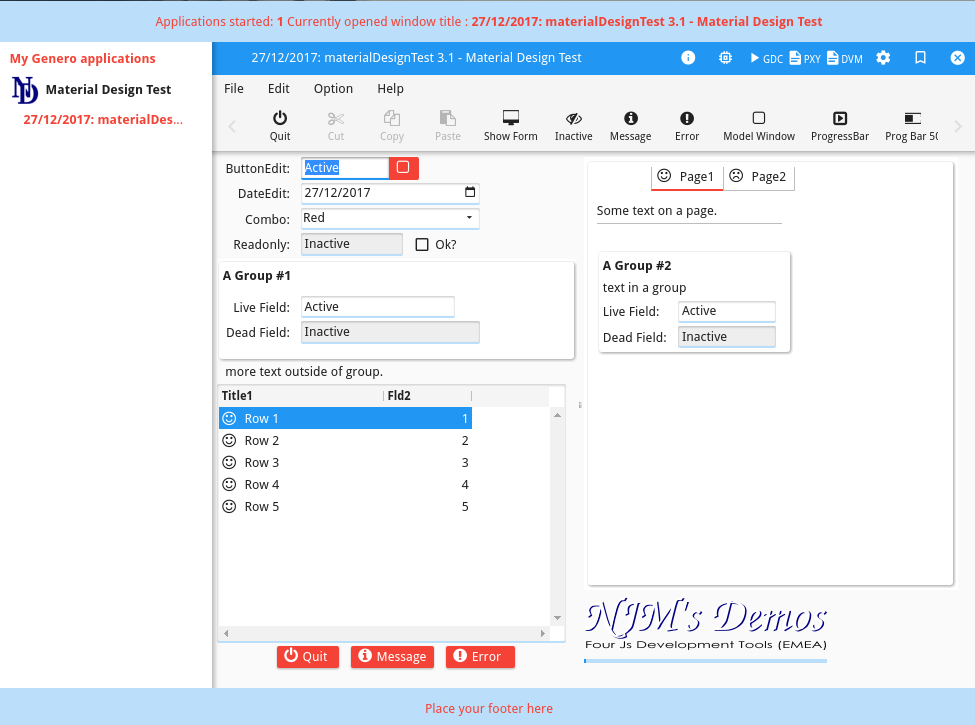 Applications started: 1 Currently opened window title : 27/12/2017: materialDesignTest 3.1 - Material Design Test
My Genero applications
Material Design Test
27/12/2017: materialDes...
27/12/2017: materialDesignTest 3.1 - Material Design Test
GDC PXY DVM
File Edit Option Help
Quit Cut Copy Paste Show Form Inactive Message Error Model Window ProgressBar Prog Bar 50
ButtonEdit: Active
DateEdit: 27/12/2017
Combo: Red
Readonly: Inactive Ok?
A Group #1
Live Field: Active
Dead Field: Inactive
more text outside of group.
Title1 Fld2
Row 1 1
Row 2 2
Row 3 3
Row 4 4
Row 5 5
Quit Message Error
Page1 Page2
Some text on a page.
A Group #2
text in a group
Live Field: Active
Dead Field: Inactive
NJM's Demos
Four Js Development Tools (EMEA)
Place your footer here